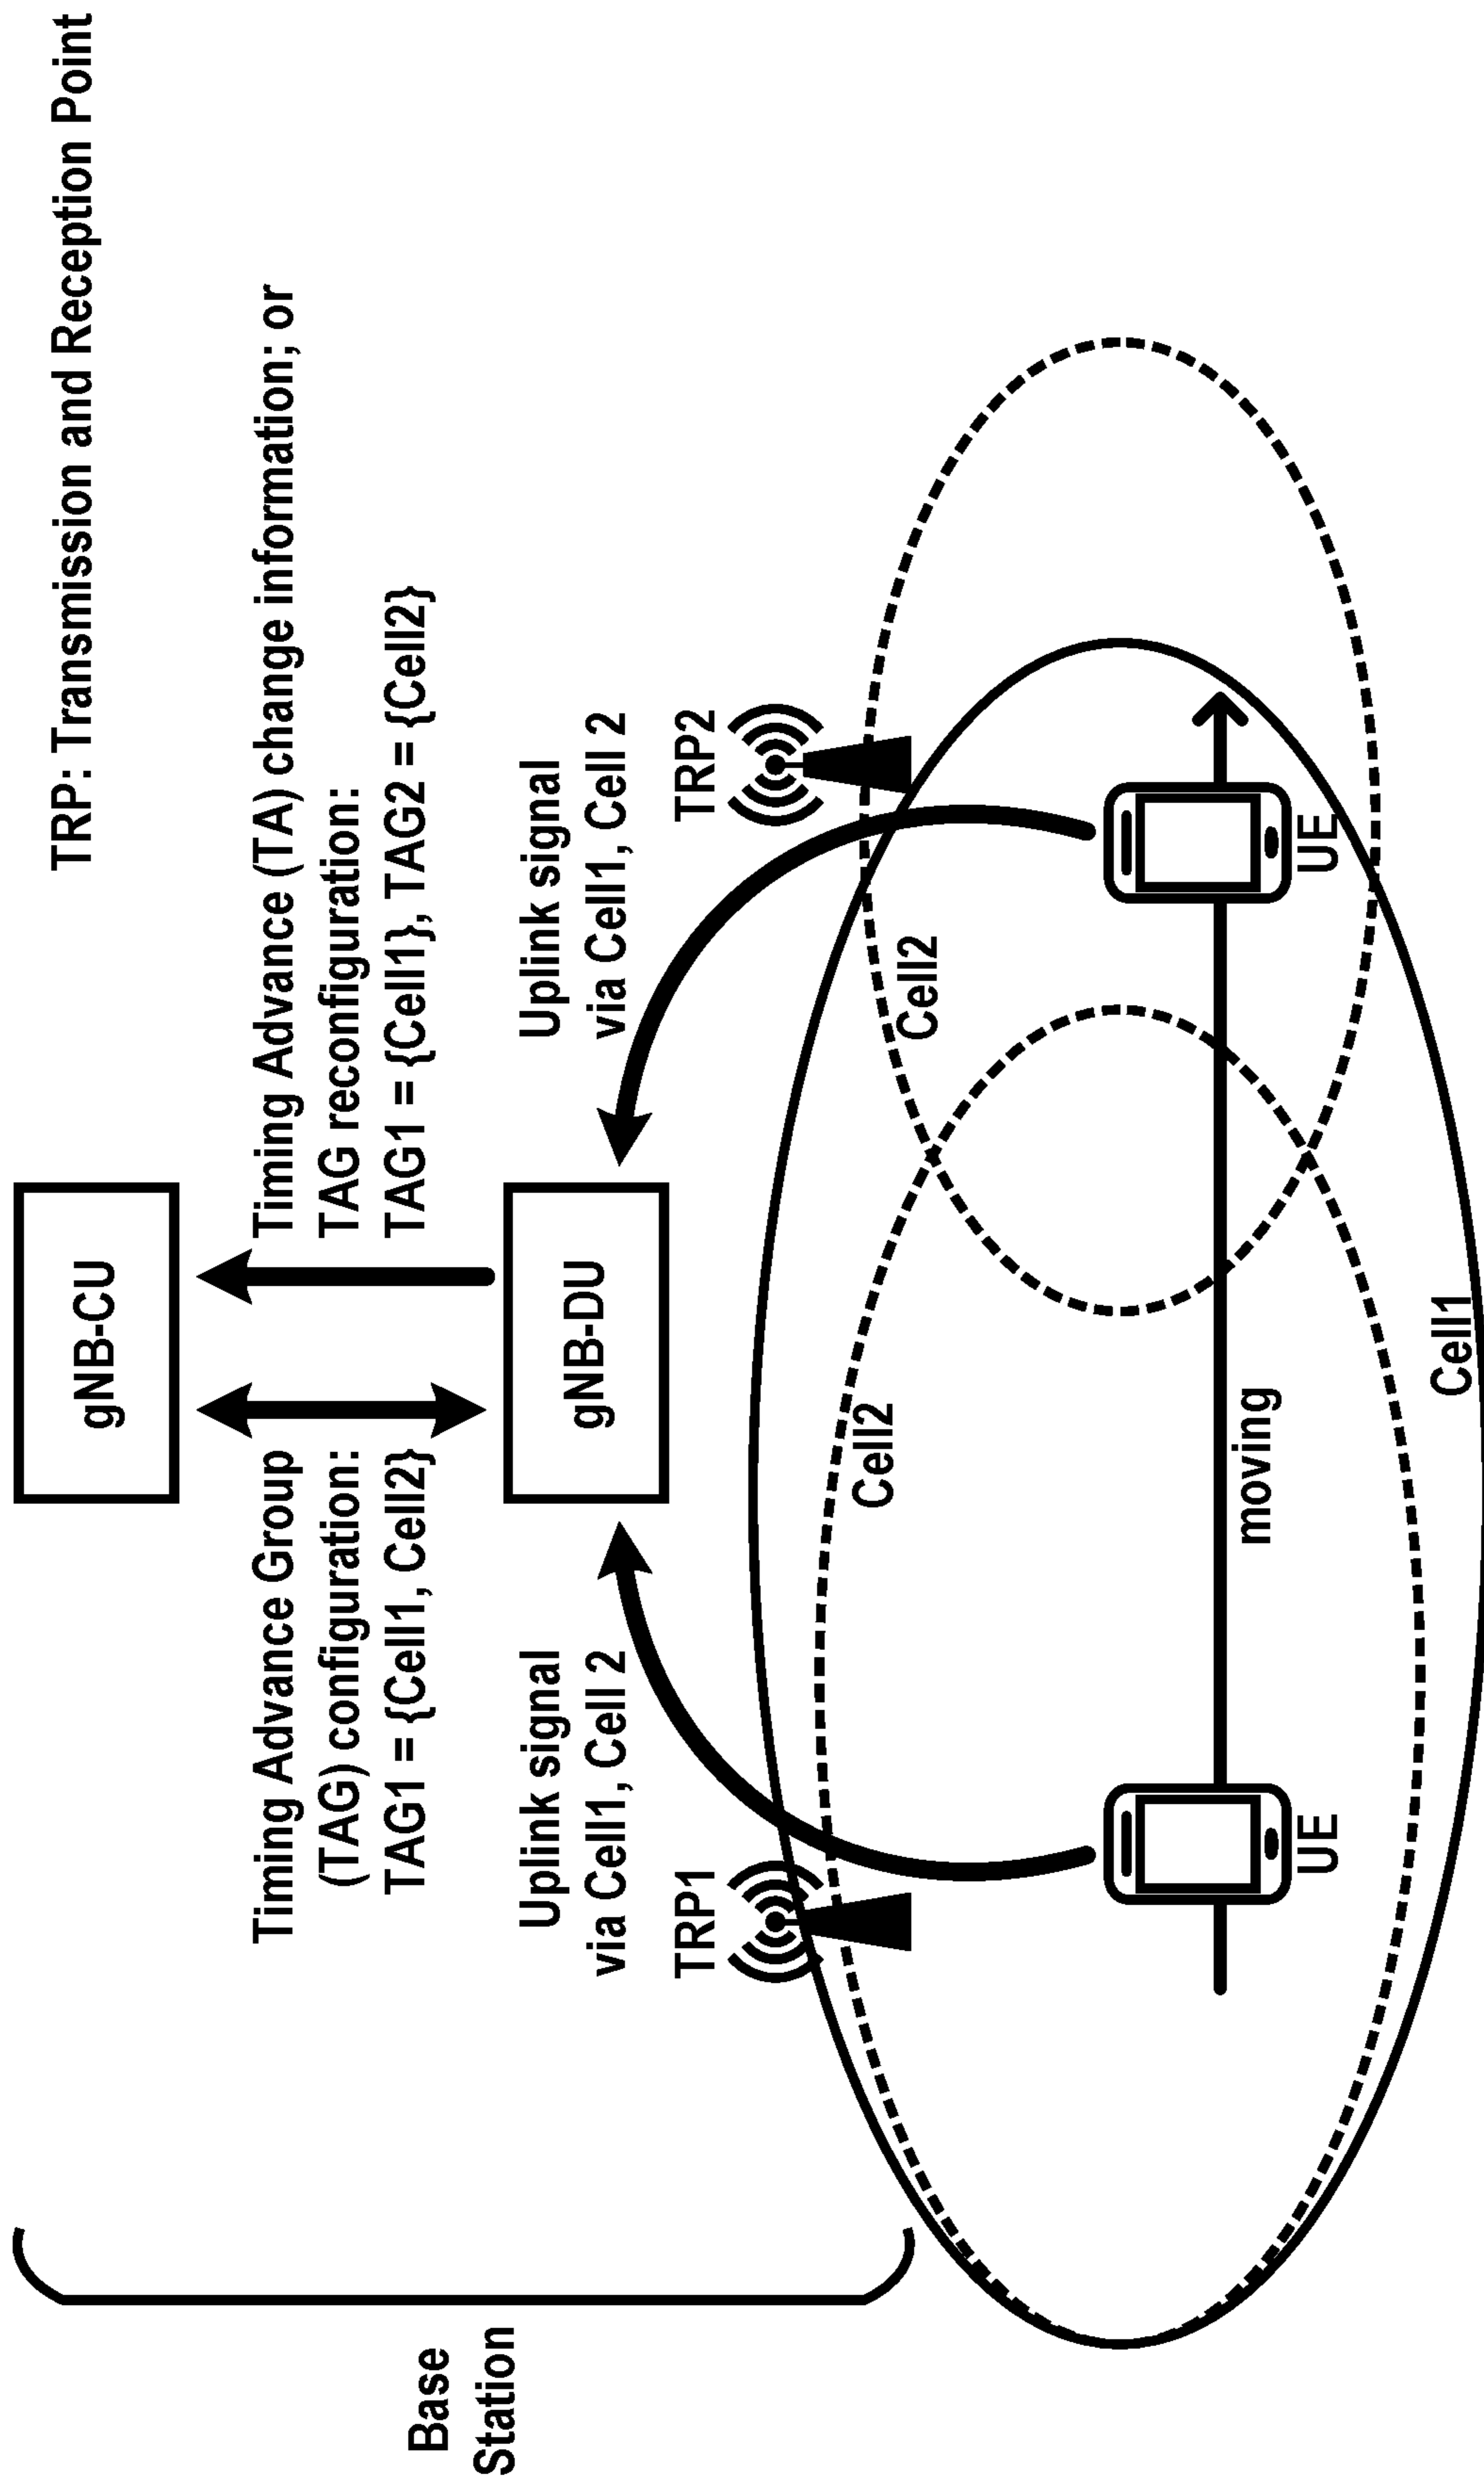 TRP: Transmission and Reception Point
gNB-CU
Timing Advance Group
(TAG) configuration:
TAG1 = {Cell1, Cell2}
Timing Advance (TA) change information; or
TAG reconfiguration:
TAG1 = {Cell1}, TAG2 = {Cell2}
Base
Station
gNB-DU
Uplink signal
via Cell1, Cell 2
Uplink signal
via Cell1, Cell 2
TRP1
TRP2
Cell2
Cell2
moving
UE
UE
Cell1